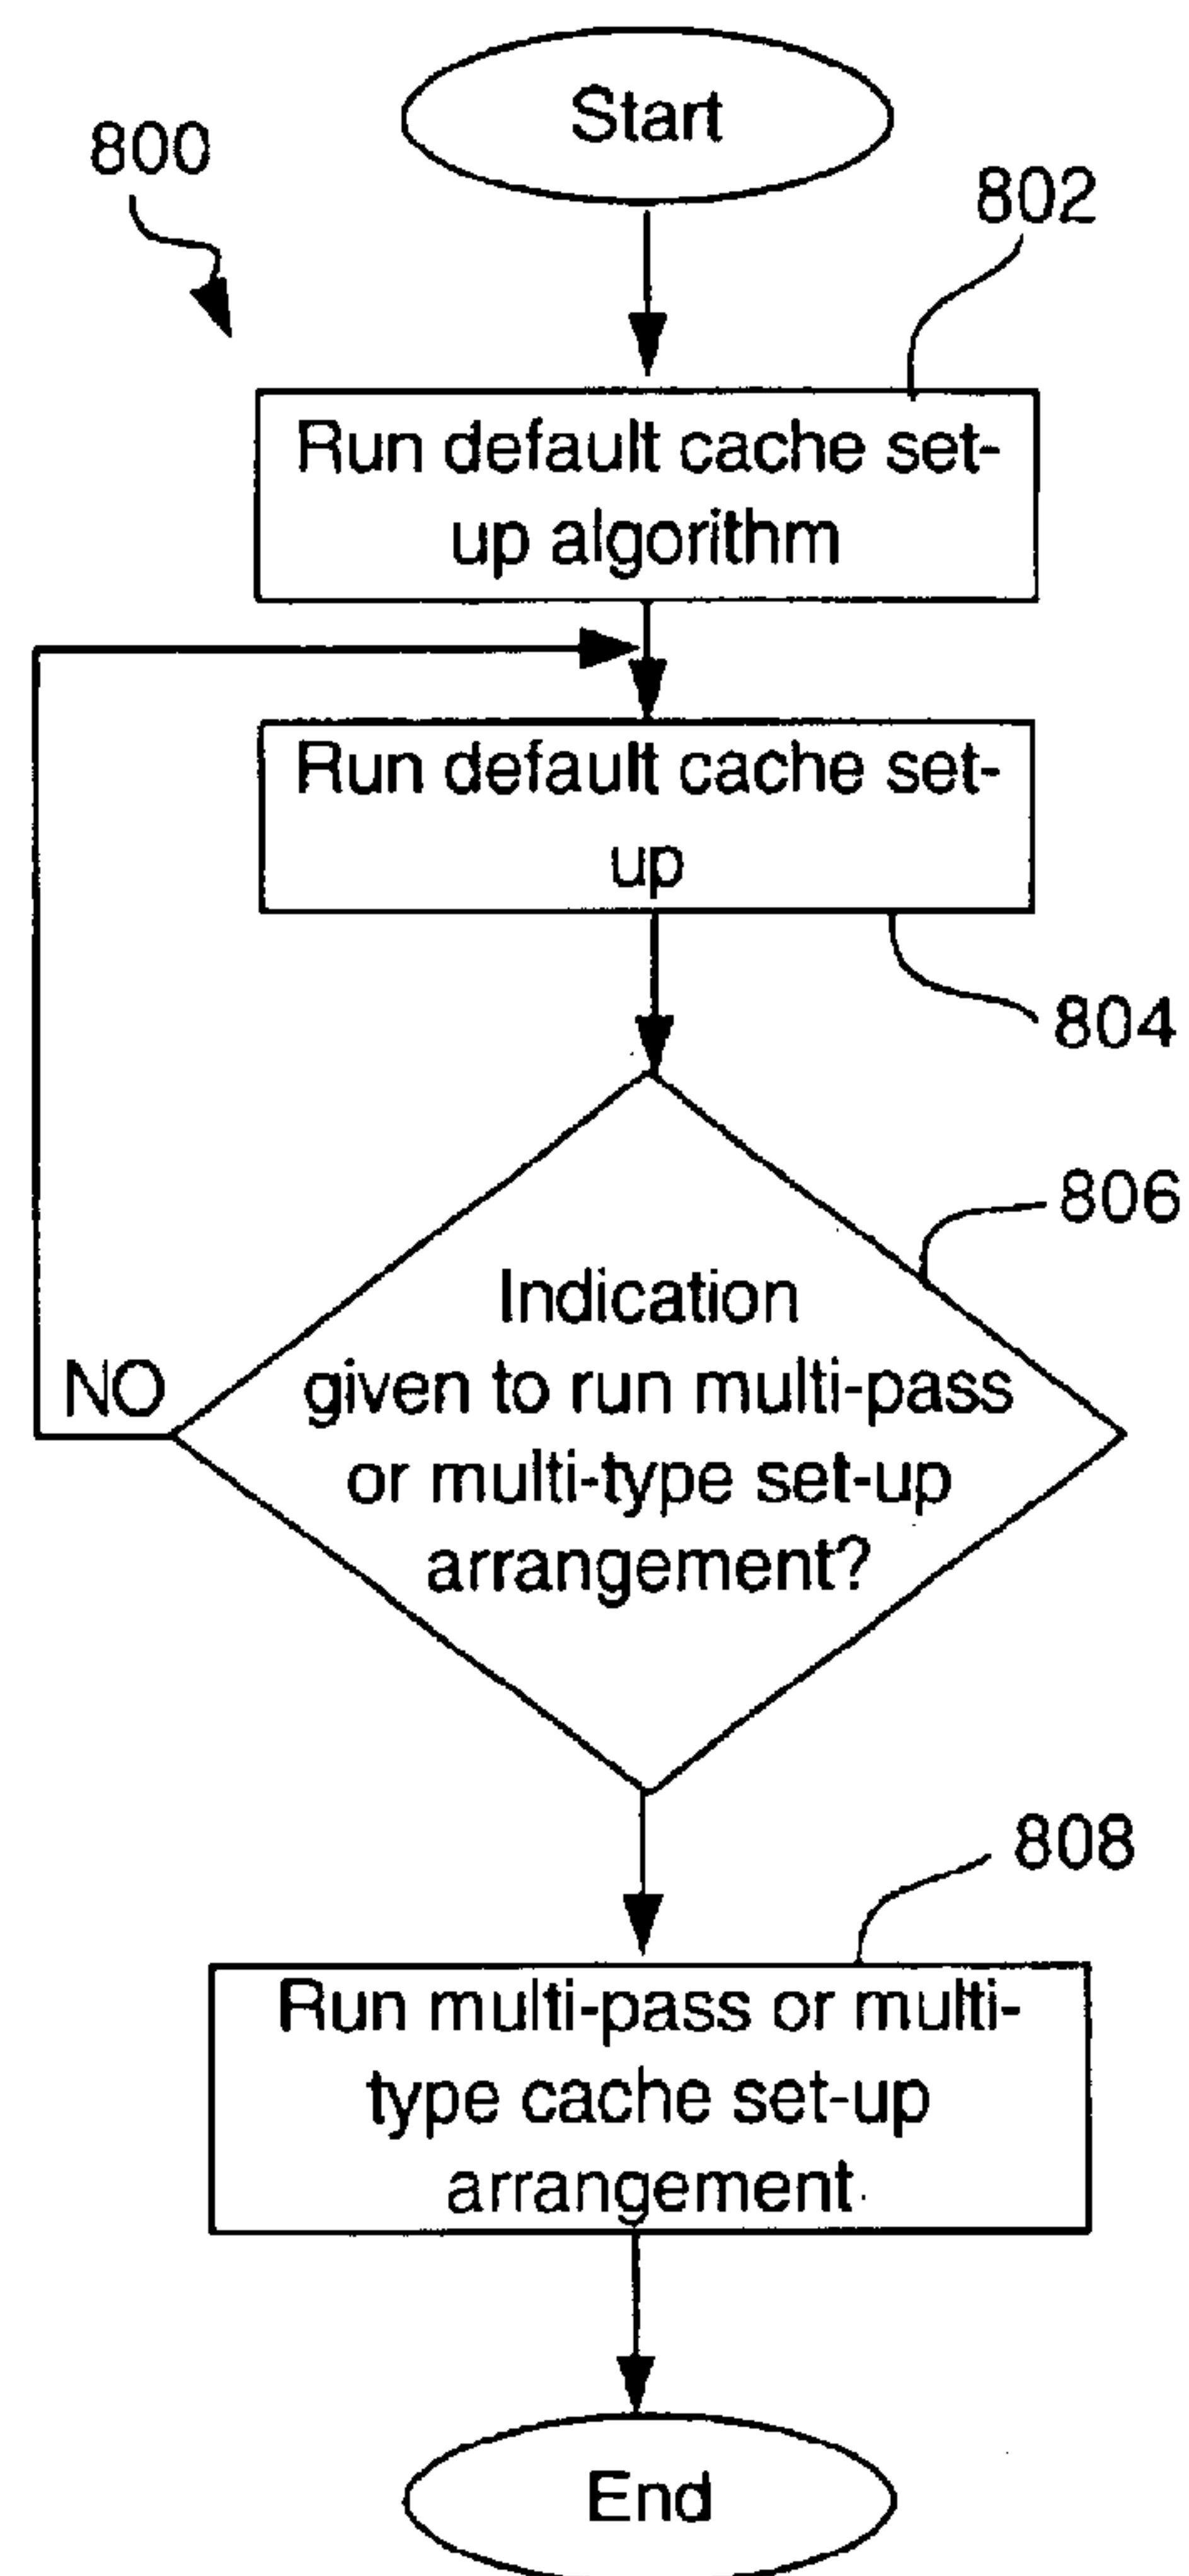 Start
800
802
Run default cache set-
up algorithm
Run default cache set-
up
804
806
Indication
given to run multi-pass
or multi-type set-up
arrangement?
NO
808
Run multi-pass or multi-
type cache set-up
arrangement
End